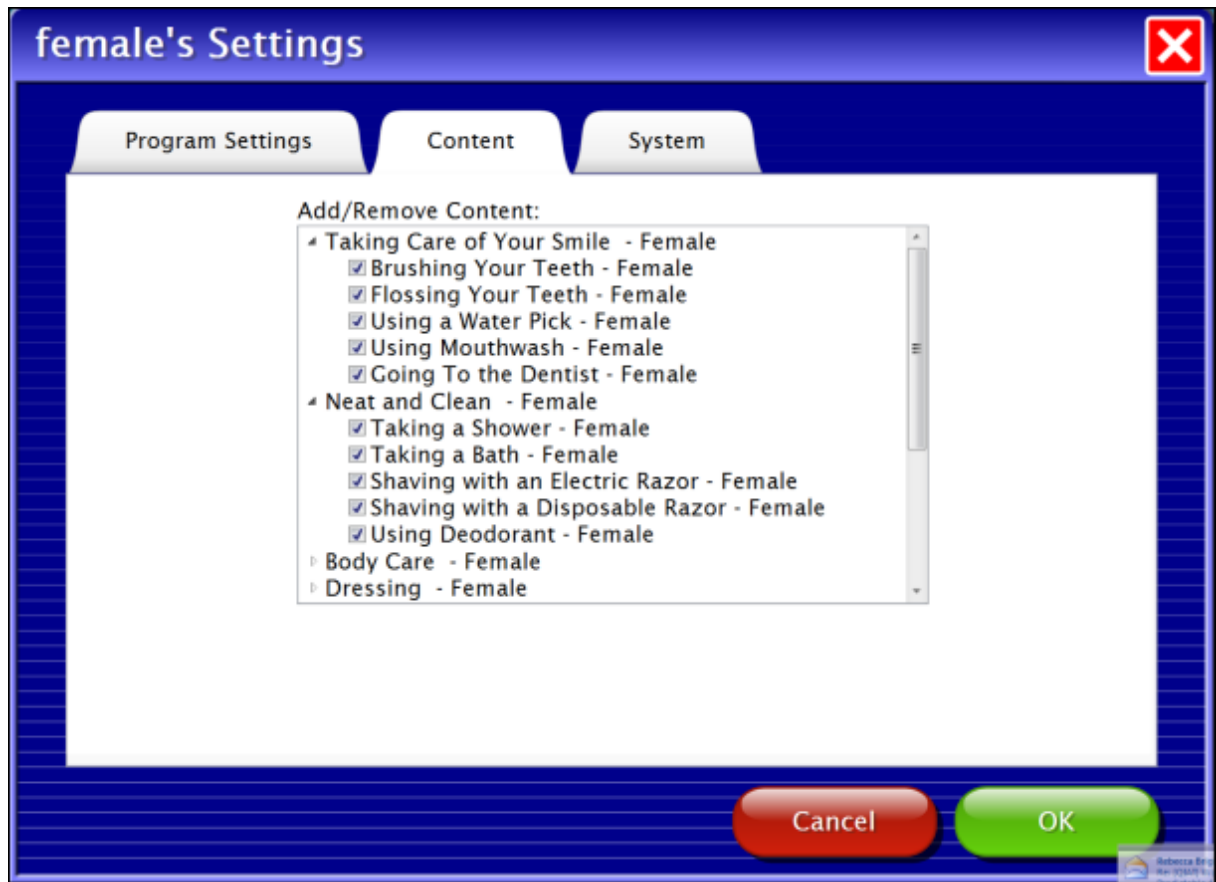 female's Settings
Program Settings Content System
Add/Remove Content:
Taking Care of Your Smile - Female
Brushing Your Teeth - Female
Flossing Your Teeth - Female
Using a Water Pick - Female
Using Mouthwash - Female
Going To the Dentist - Female
Neat and Clean - Female
Taking a Shower - Female
Taking a Bath - Female
Shaving with an Electric Razor - Female
Shaving with a Disposable Razor - Female
Using Deodorant - Female
Body Care - Female
Dressing - Female
Cancel OK
Rebecca